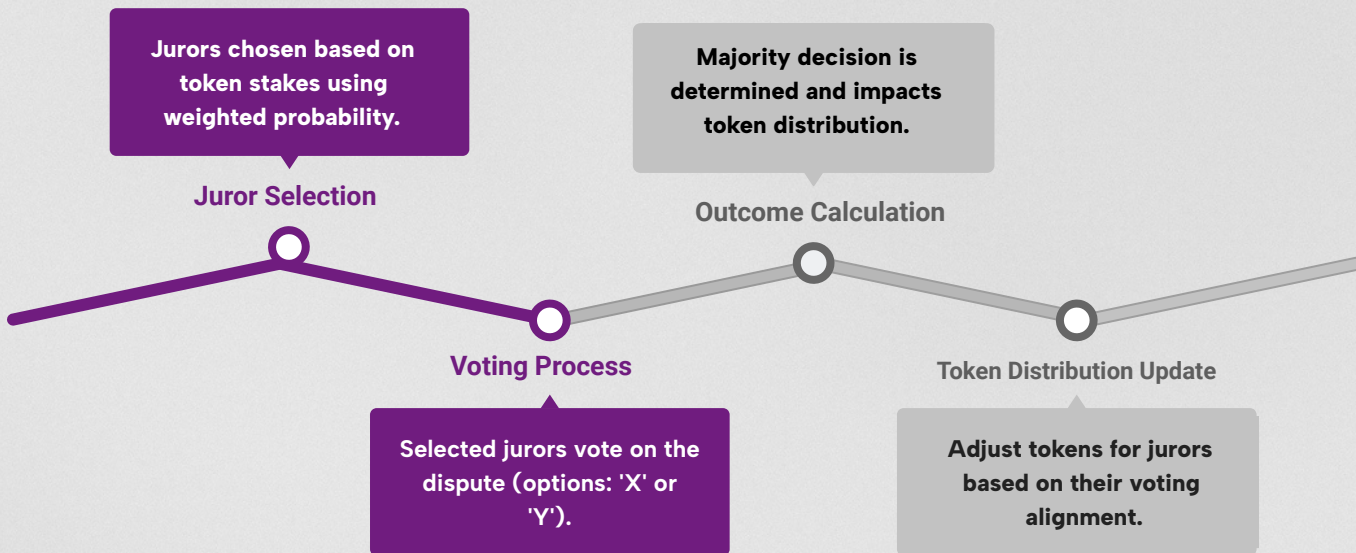 Jurors chosen based on
token stakes using
weighted probability.
Juror Selection
Voting Process
Selected jurors vote on the
dispute (options: 'X' or
'Y').
Majority decision is
determined and impacts
token distribution.
Outcome Calculation
Token Distribution Update
Adjust tokens for jurors
based on their voting
alignment.